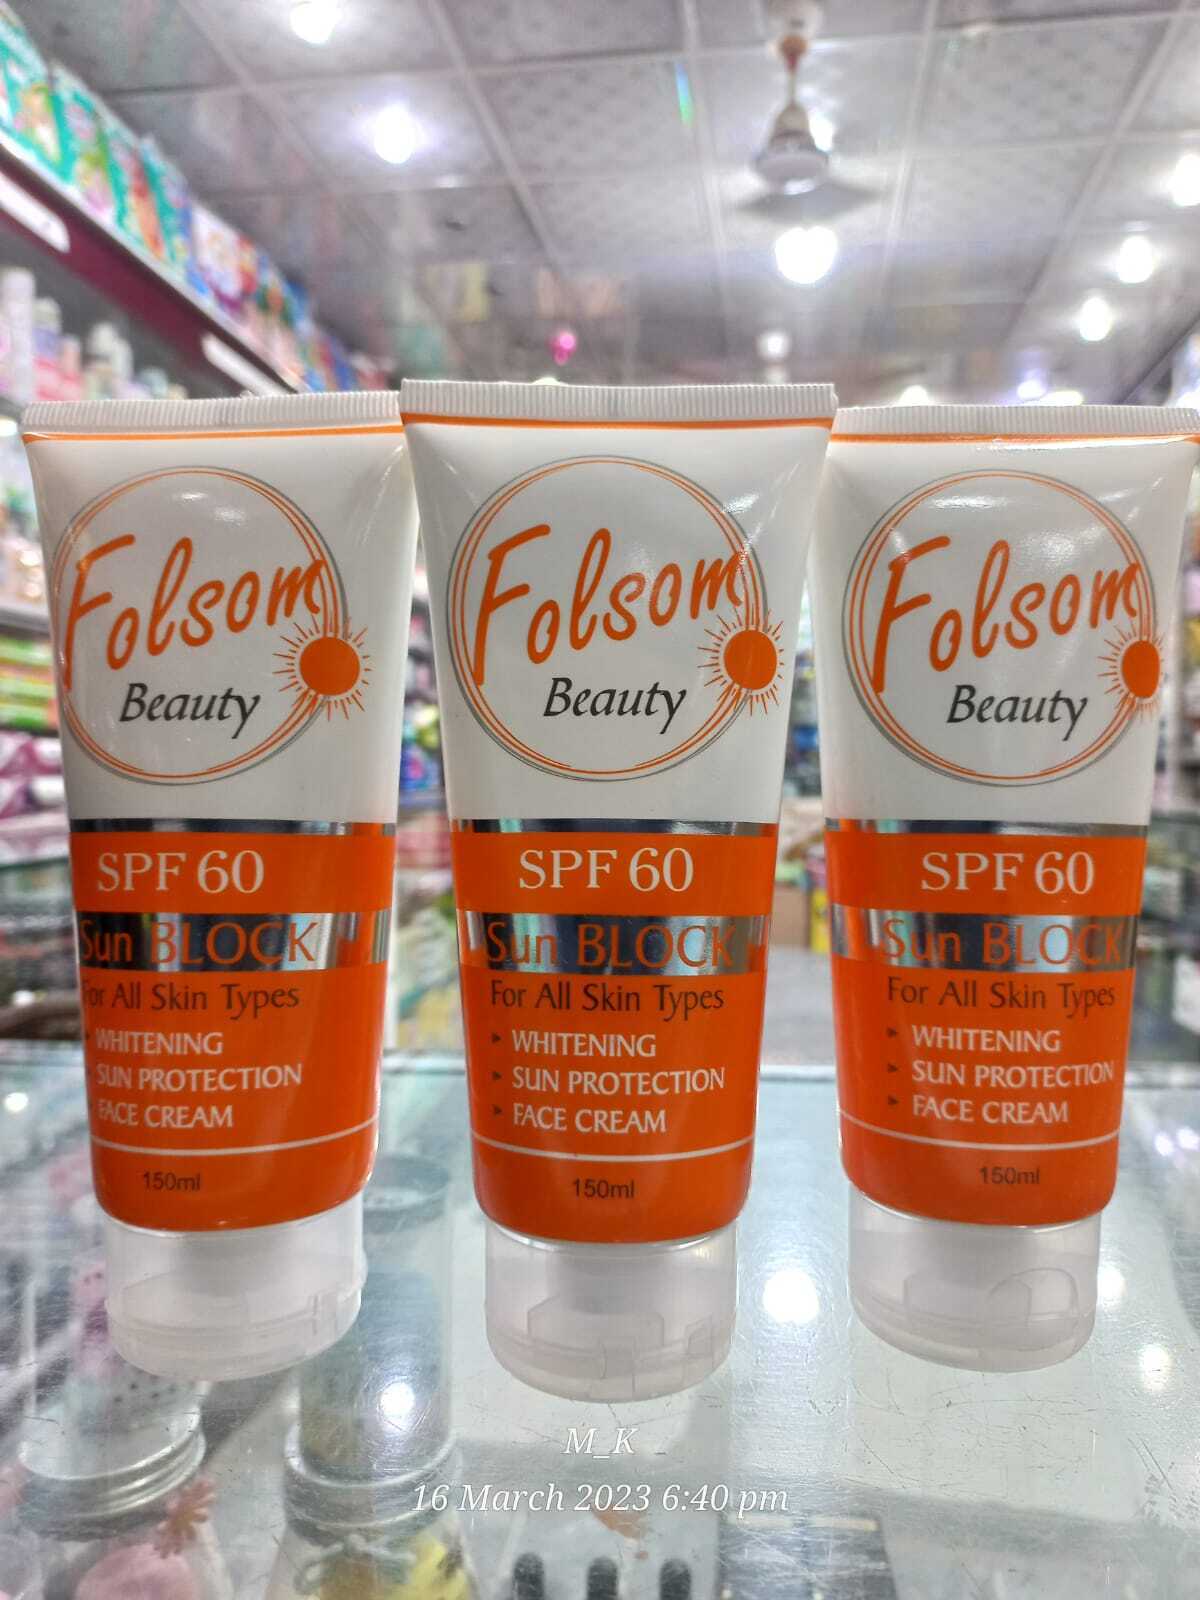 Folsom
Beauty
SPF 60
Sun BLOCK
For All Skin Types
WHITENING
SUN PROTECTION
FACE CREAM
150ml
Folsom
Beauty
SPF 60
Sun BLOCK
For All Skin Types
WHITENING
SUN PROTECTION
FACE CREAM
150ml
Folsom
Beauty
SPF 60
Sun BLOCK
For All Skin Types
WHITENING
SUN PROTECTION
FACE CREAM
150ml
M_K
16 March 2023 6:40 pm